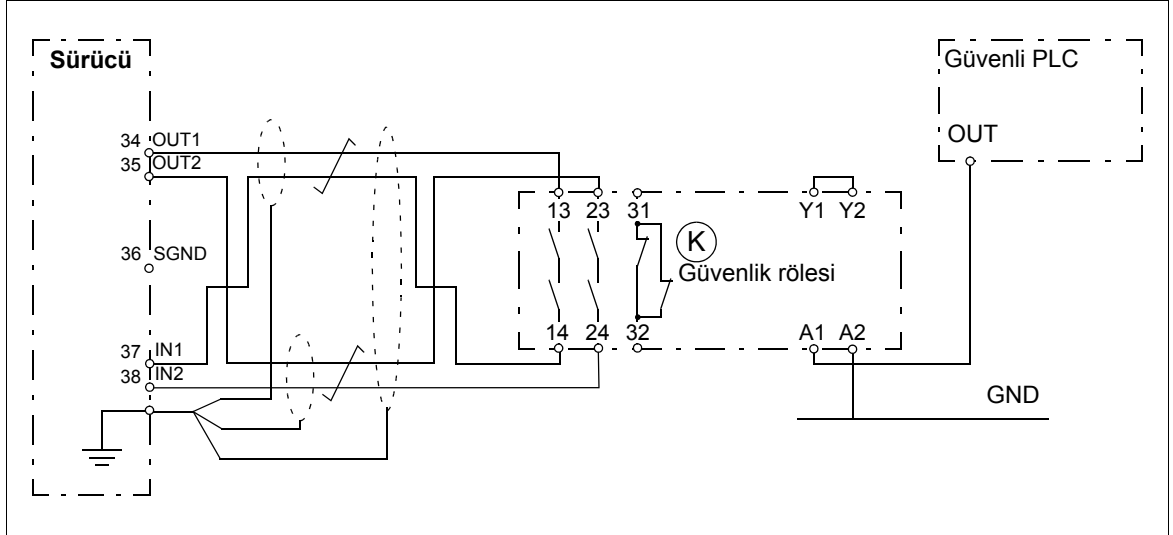 Sürücü
Güvenli PLC
34 OUT1
35 OUT2
OUT
13 23 31 Y1 Y2
K
36 SGND
Güvenlik rölesi
14 24 32 A1 A2
37 IN1
38 IN2
GND